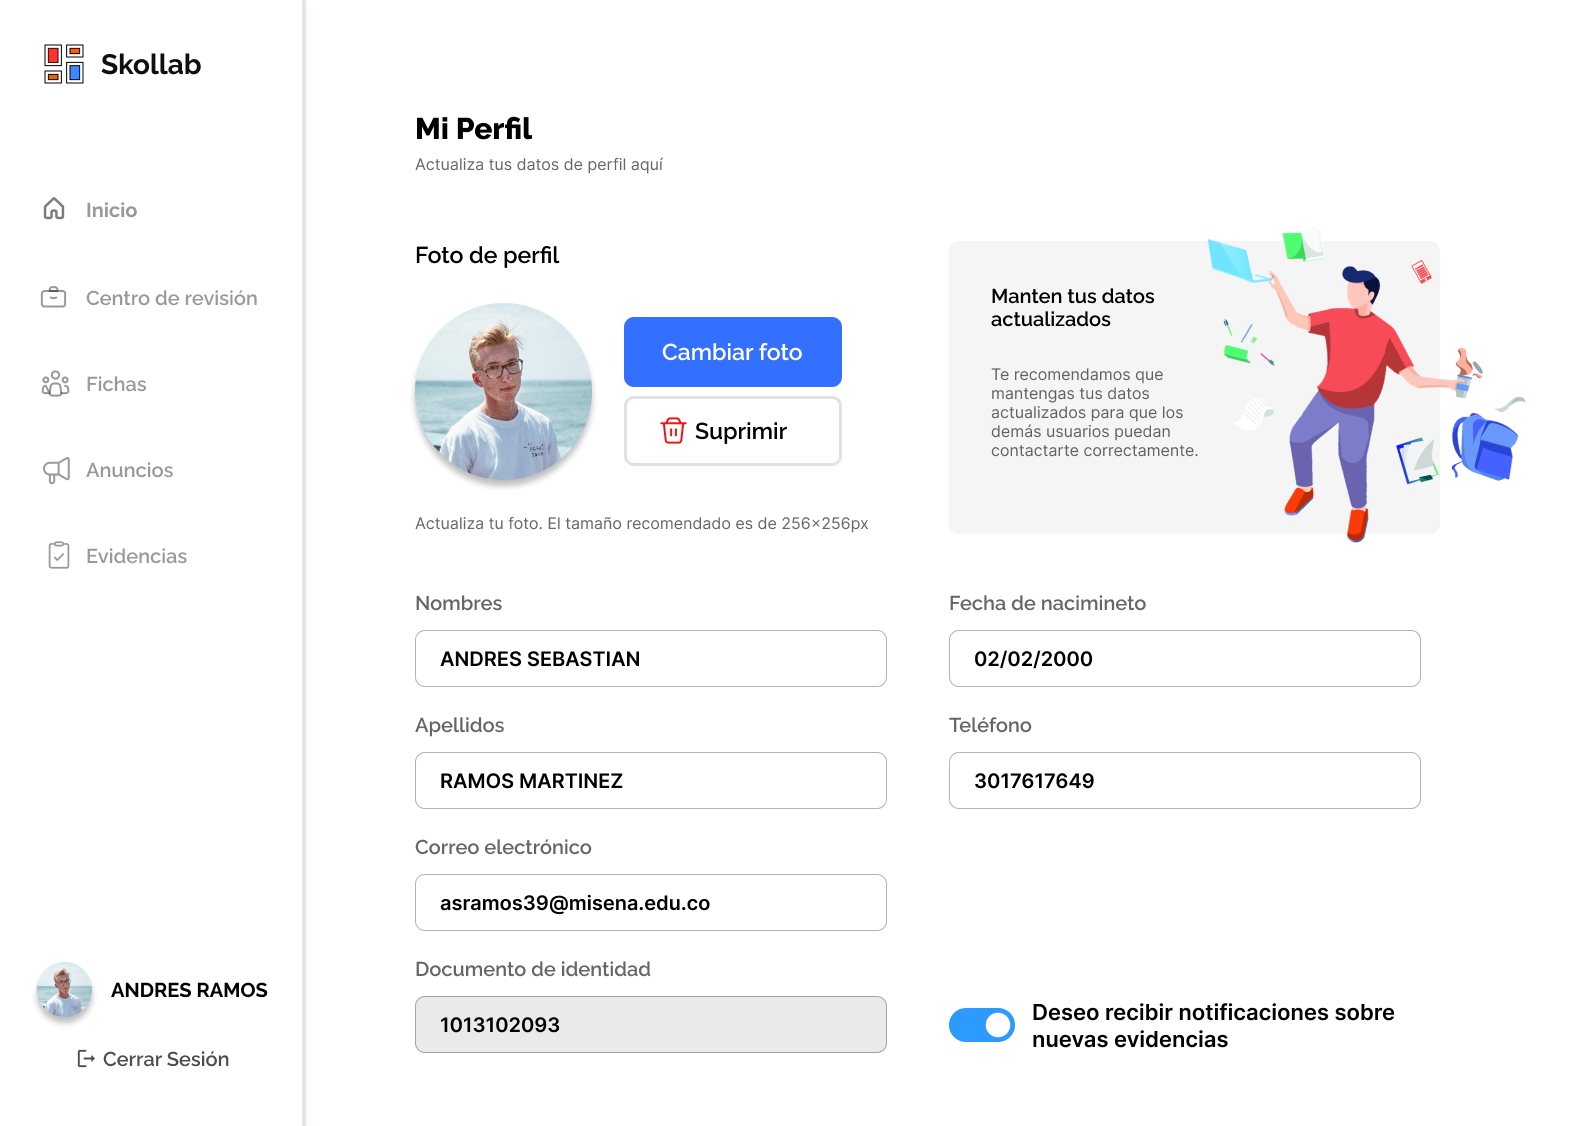 Skollab
Inicio
Centro de revisión
Fichas
Anuncios
Evidencias
ANDRES RAMOS
Cerrar Sesión
Mi Perfil
Actualiza tus datos de perfil aquí
Foto de perfil
Cambiar foto
Suprimir
Actualiza tu foto. El tamaño recomendado es de 256×256px
Manten tus datos
actualizados
Te recomendamos que
mantengas tus datos
actualizados para que los
demás usuarios puedan
contactarte correctamente.
Nombres
ANDRES SEBASTIAN
Fecha de nacimineto
02/02/2000
Apellidos
RAMOS MARTINEZ
Teléfono
3017617649
Correo electrónico
asramos39@misena.edu.co
Documento de identidad
1013102093
Deseo recibir notificaciones sobre
nuevas evidencias